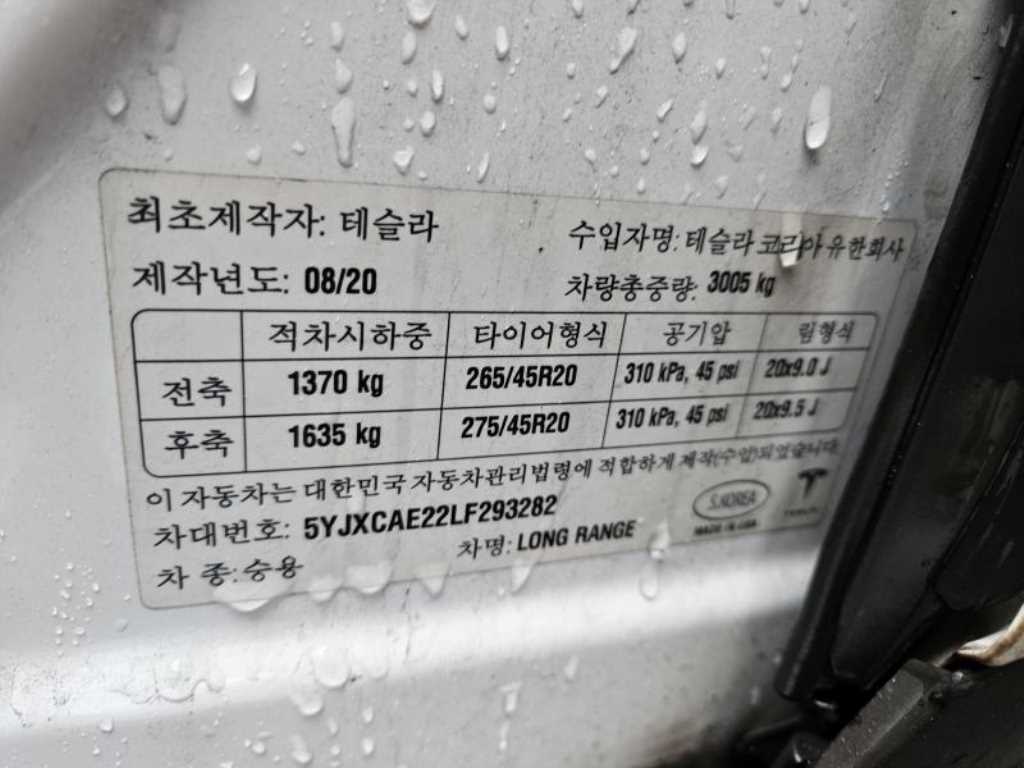 최초제작자: 테슬라 수입자명: 테슬라코리아유한회사
제작년도: 08/20 차량총중량: 3005 kg
적차시하중 타이어형식 공기압 림형식
전축 1370 kg 265/45R20 310 kPa, 45 psi 20x9.0 J
후축 1635 kg 275/45R20 310 kPa, 45 psi 20x9.5 J
이 자동차는 대한민국 자동차관리법령에 적합하게 제작(수입)되었습니다
차대번호: 5YJXCAE22LF293282 S.KOREA
차명: LONG RANGE MADE IN USA
차 종: 승용